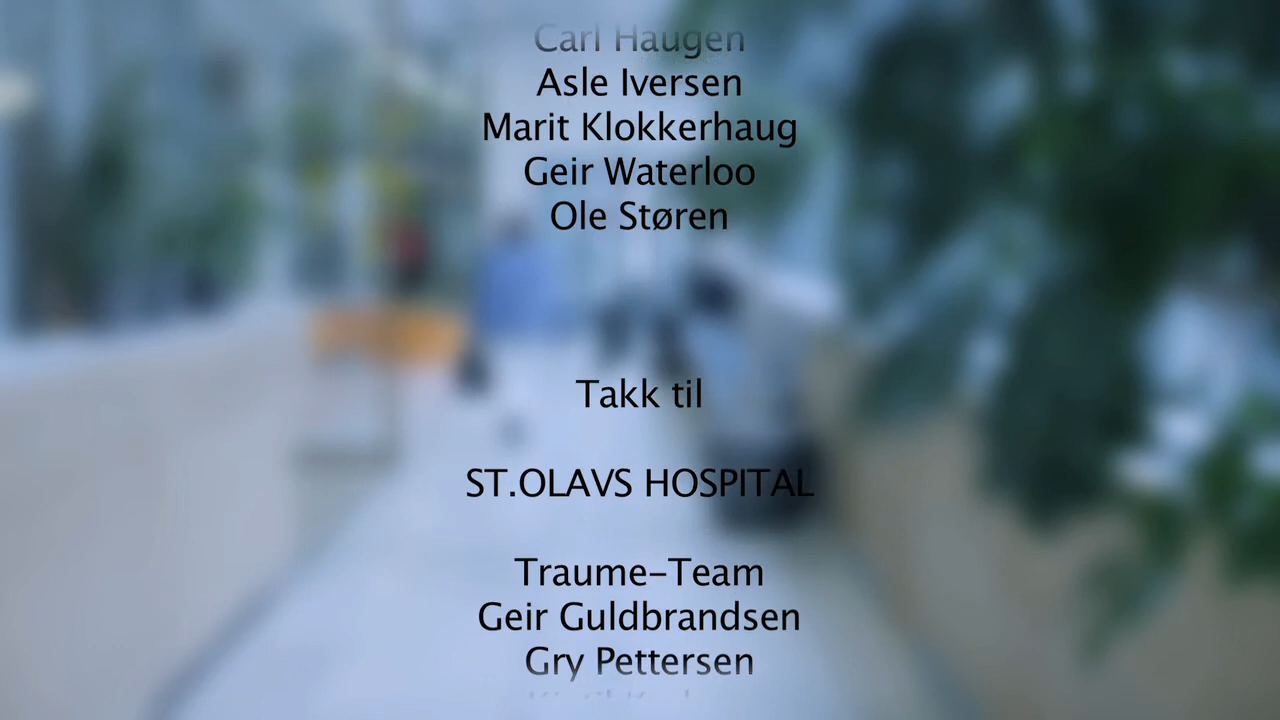 Carl Haugen
Asle Iversen
Marit Klokkerhaug
Geir Waterloo
Ole Støren
Takk til
ST.OLAVS HOSPITAL
Traume-Team
Geir Guldbrandsen
Gry Pettersen